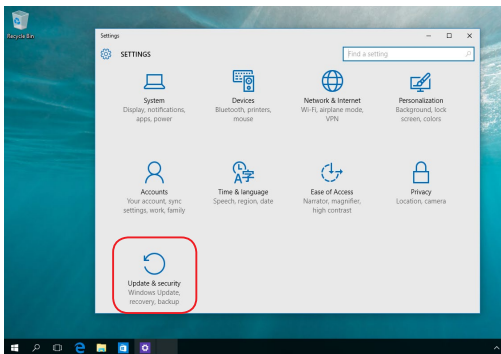 Recycle Bin
Settings
SETTINGS
Find a setting
System
Display, notifications,
apps, power
Devices
Bluetooth, printers,
mouse
Network & Internet
Wi-Fi, airplane mode,
VPN
Personalization
Background, lock
screen, colors
Accounts
Your account, sync
settings, work, family
Time & language
Speech, region, date
Ease of Access
Narrator, magnifier,
high contrast
Privacy
Location, camera
Update & security
Windows Update,
recovery, backup